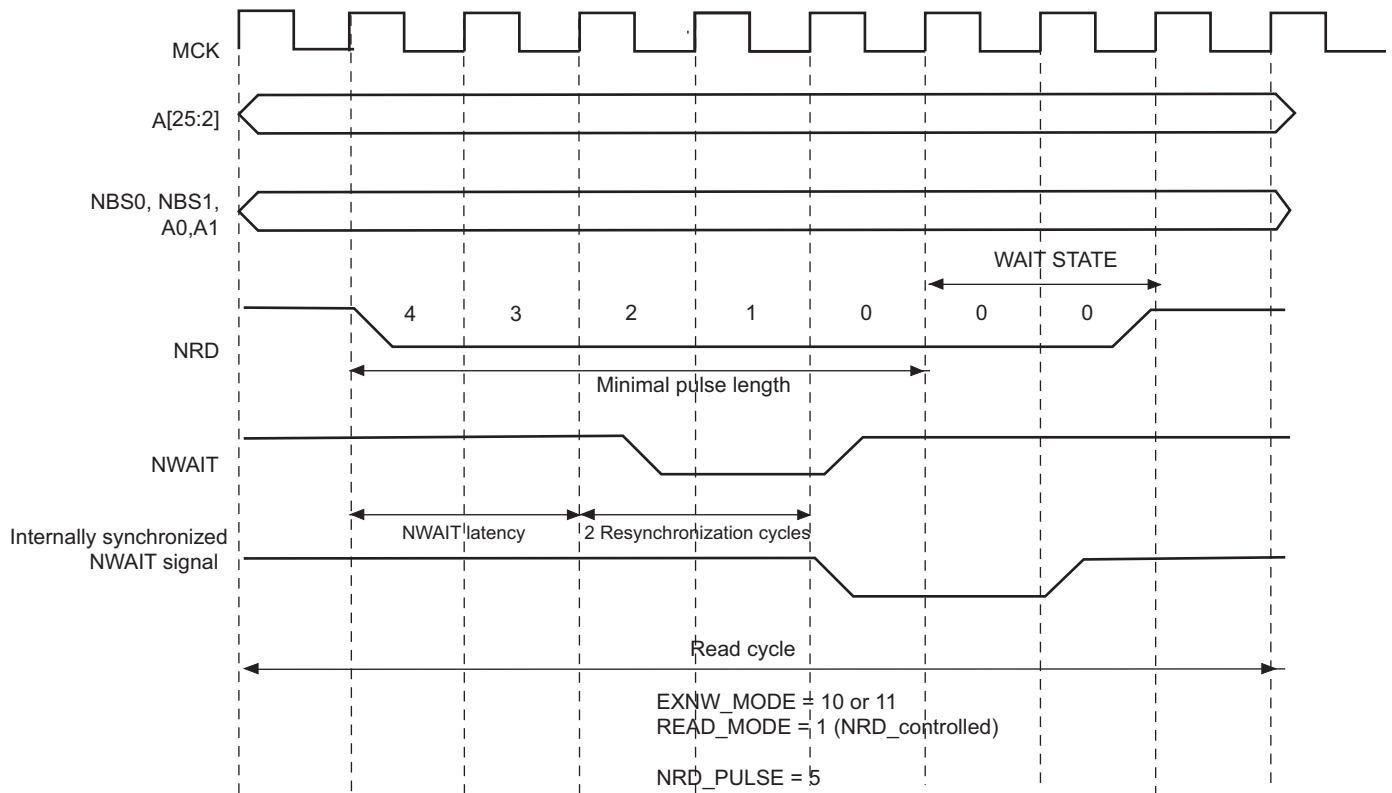 MCK
A[25:2]
NBS0, NBS1,
A0,A1
WAIT STATE
4 3 2 1 0 0 0
NRD
Minimal pulse length
NWAIT
NWAIT latency
2 Resynchronization cycles
Internally synchronized
NWAIT signal
Read cycle
EXNW_MODE = 10 or 11
READ_MODE = 1 (NRD_controlled)
NRD_PULSE = 5